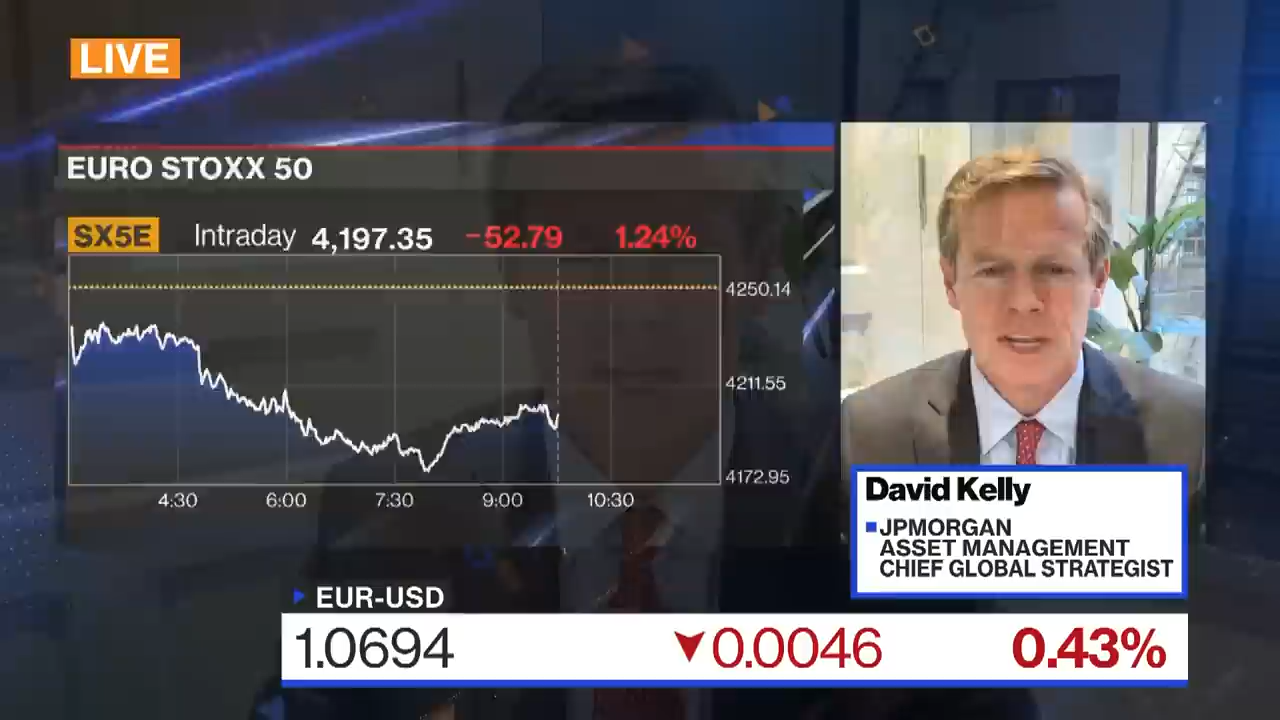 LIVE
EURO STOXX 50
SX5E Intraday 4,197.35 -52.79 1.24%
4250.14
4211.55
4172.95
4:30 6:00 7:30 9:00 10:30
David Kelly
JPMORGAN
ASSET MANAGEMENT
CHIEF GLOBAL STRATEGIST
EUR-USD
1.0694 ▼0.0046 0.43%